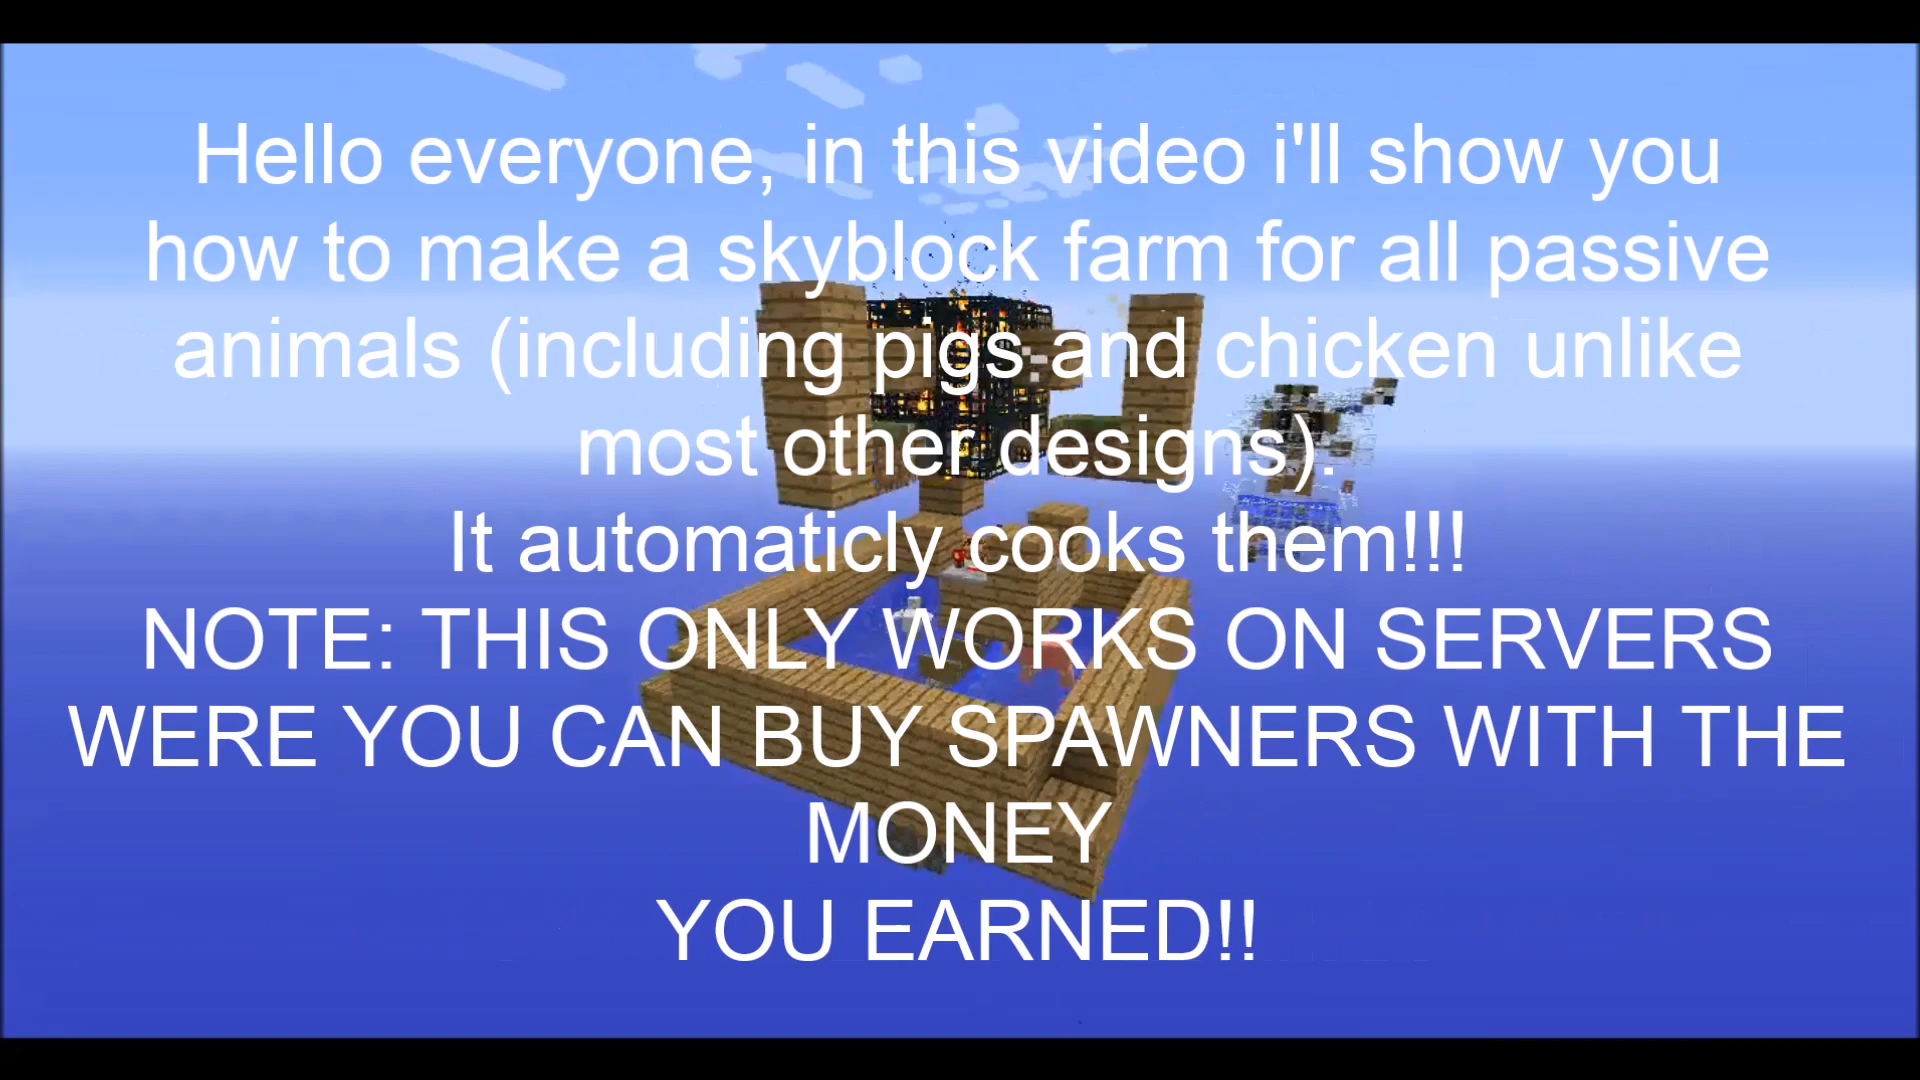 Hello everyone, in this video i'll show you
how to make a skyblock farm for all passive
animals (including pigs and chicken unlike
most other designs).
It automaticly cooks them!!!
NOTE: THIS ONLY WORKS ON SERVERS
WERE YOU CAN BUY SPAWNERS WITH THE
MONEY
YOU EARNED!!